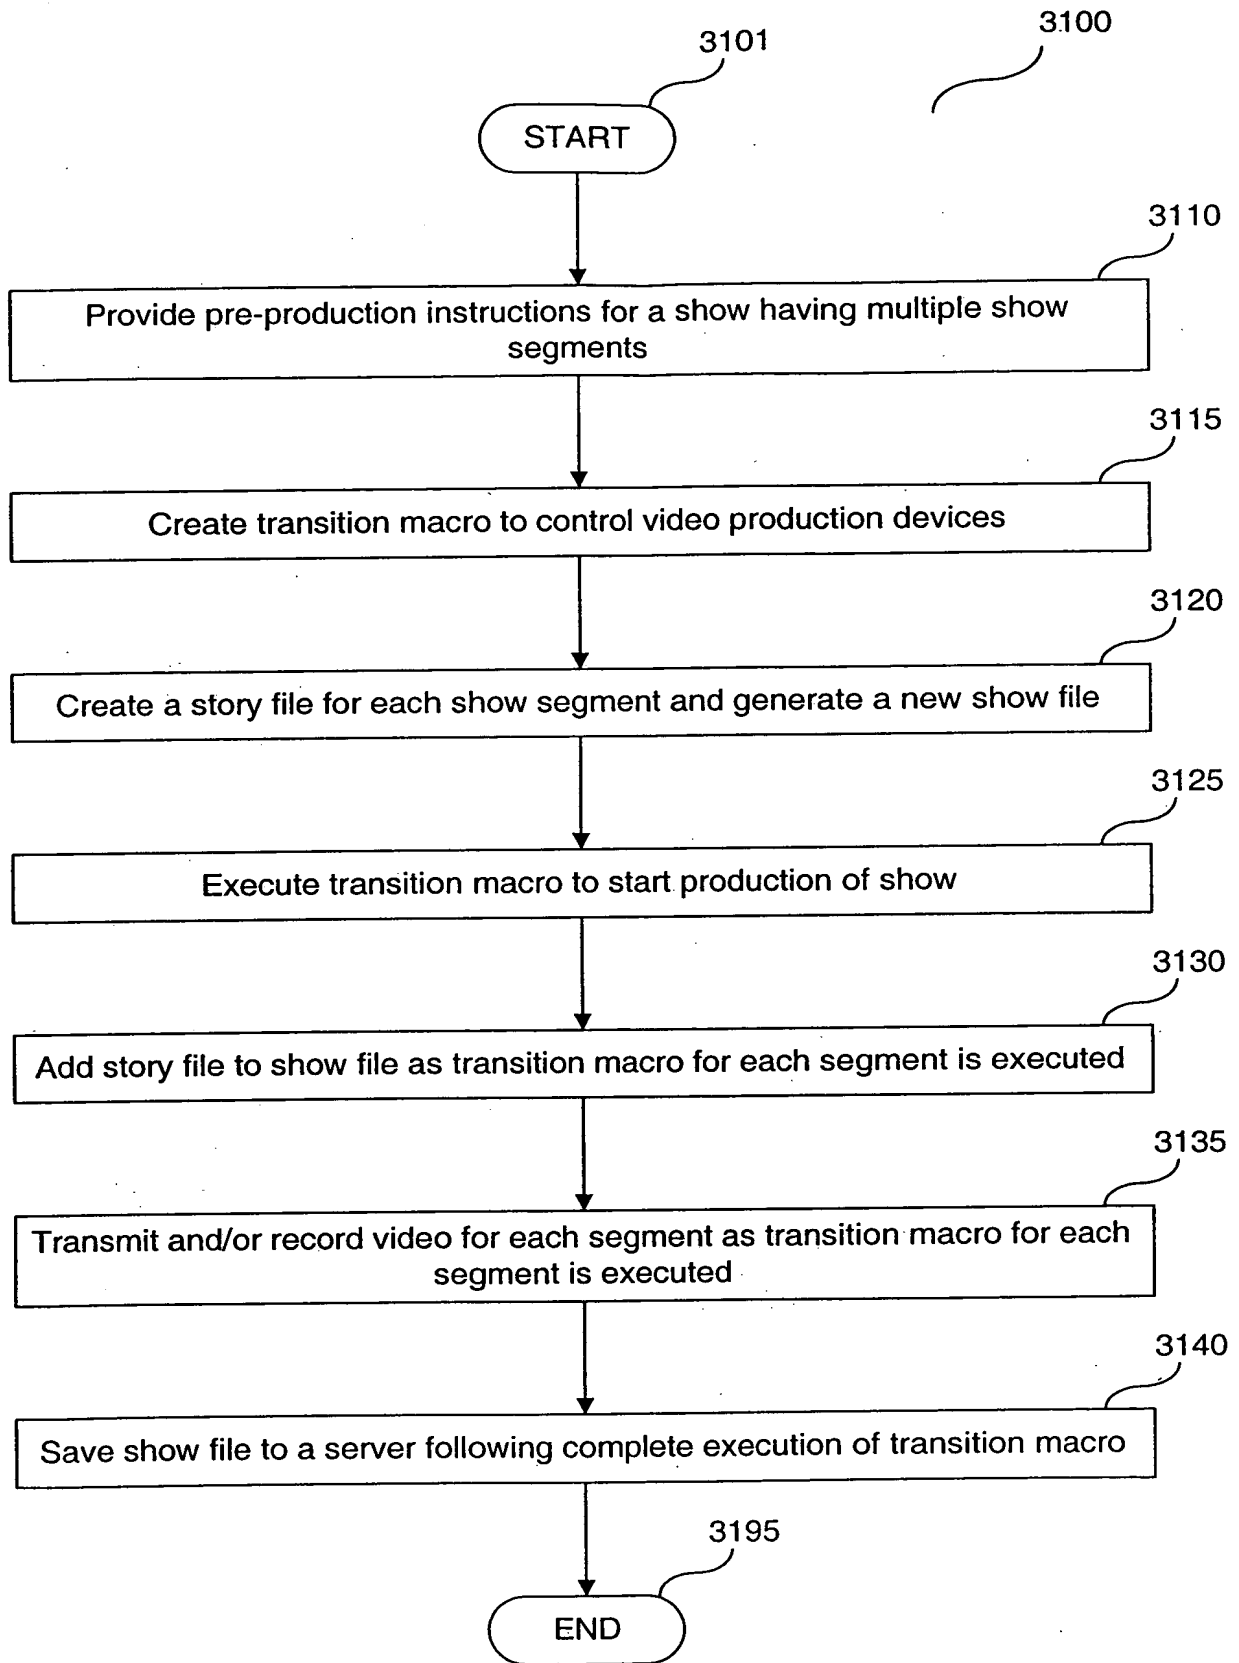 3100
3101
START
3110
Provide pre-production instructions for a show having multiple show
segments
3115
Create transition macro to control video production devices
3120
Create a story file for each show segment and generate a new show file
3125
Execute transition macro to start production of show
3130
Add story file to show file as transition macro for each segment is executed
3135
Transmit and/or record video for each segment as transition macro for each
segment is executed
3140
Save show file to a server following complete execution of transition macro
3195
END